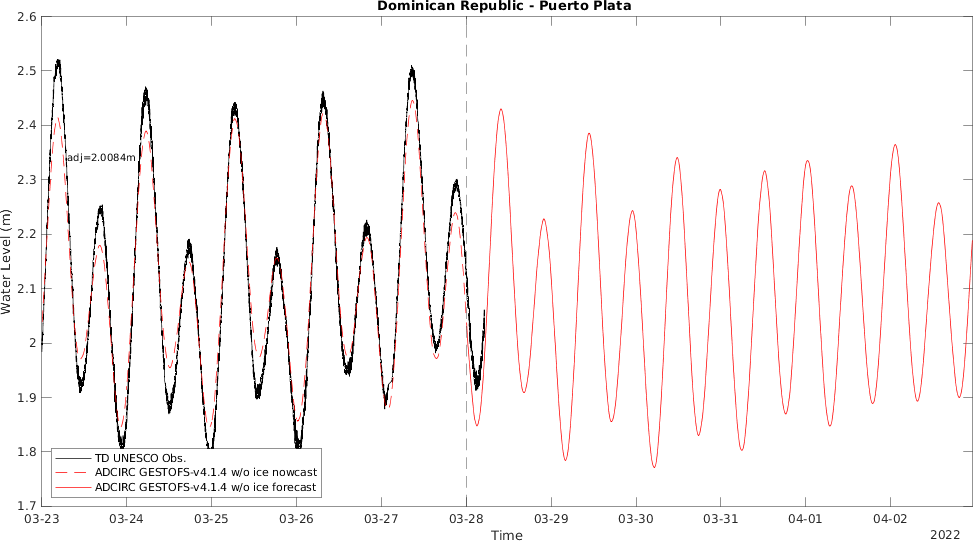 Dominican Republic - Puerto Plata
2.6
2.5
2.4
2.3
2.2
2.1
2
1.9
1.8
1.7
Water Level (m)
adj=2.0084m
TD UNESCO Obs.
ADCIRC GESTOFS-v4.1.4 w/o ice nowcast
ADCIRC GESTOFS-v4.1.4 w/o ice forecast
03-23 03-24 03-25 03-26 03-27 03-28 03-29 03-30 03-31 04-01 04-02
Time
2022